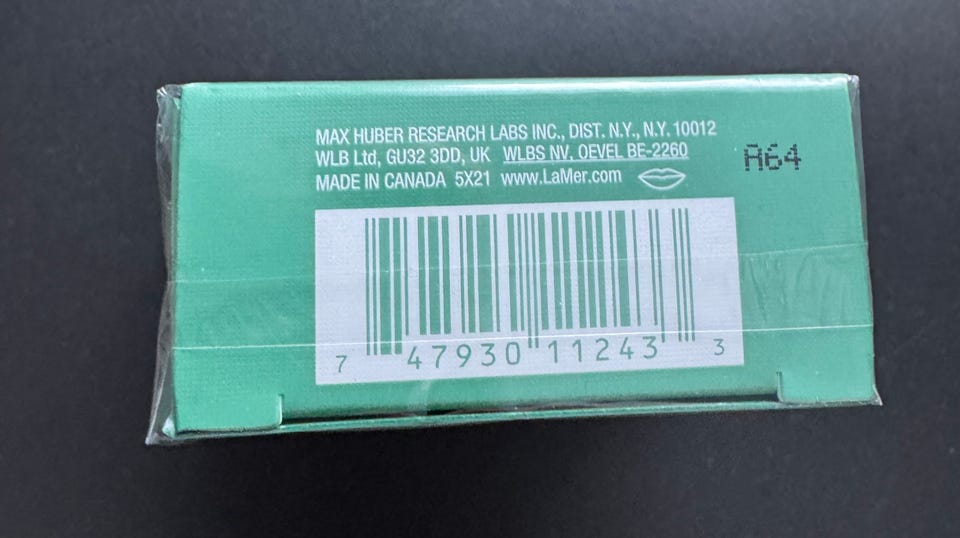 MAX HUBER RESEARCH LABS INC., DIST. N.Y., N.Y. 10012
WLB Ltd, GU32 3DD, UK WLBS NV, OEVEL BE-2260
MADE IN CANADA 5X21 www.LaMer.com
A64
7 47930 11243 3